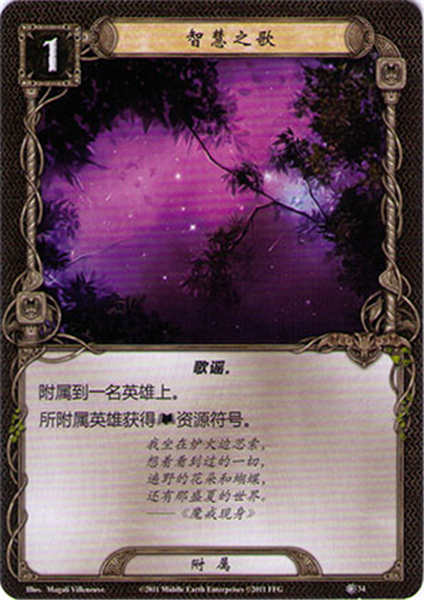 1
智慧之歌
歌谣。
附属到一名英雄上。
所附属英雄获得资源符号。
我坐在炉火边思索,
想着看到过的一切,
遍野的花朵和蝴蝶,
还有那盛夏的世界。
——《魔戒现身》
附属
Illus. Magali Villeneuve ©2011 Middle Earth Enterprises ©2011 FFG 34